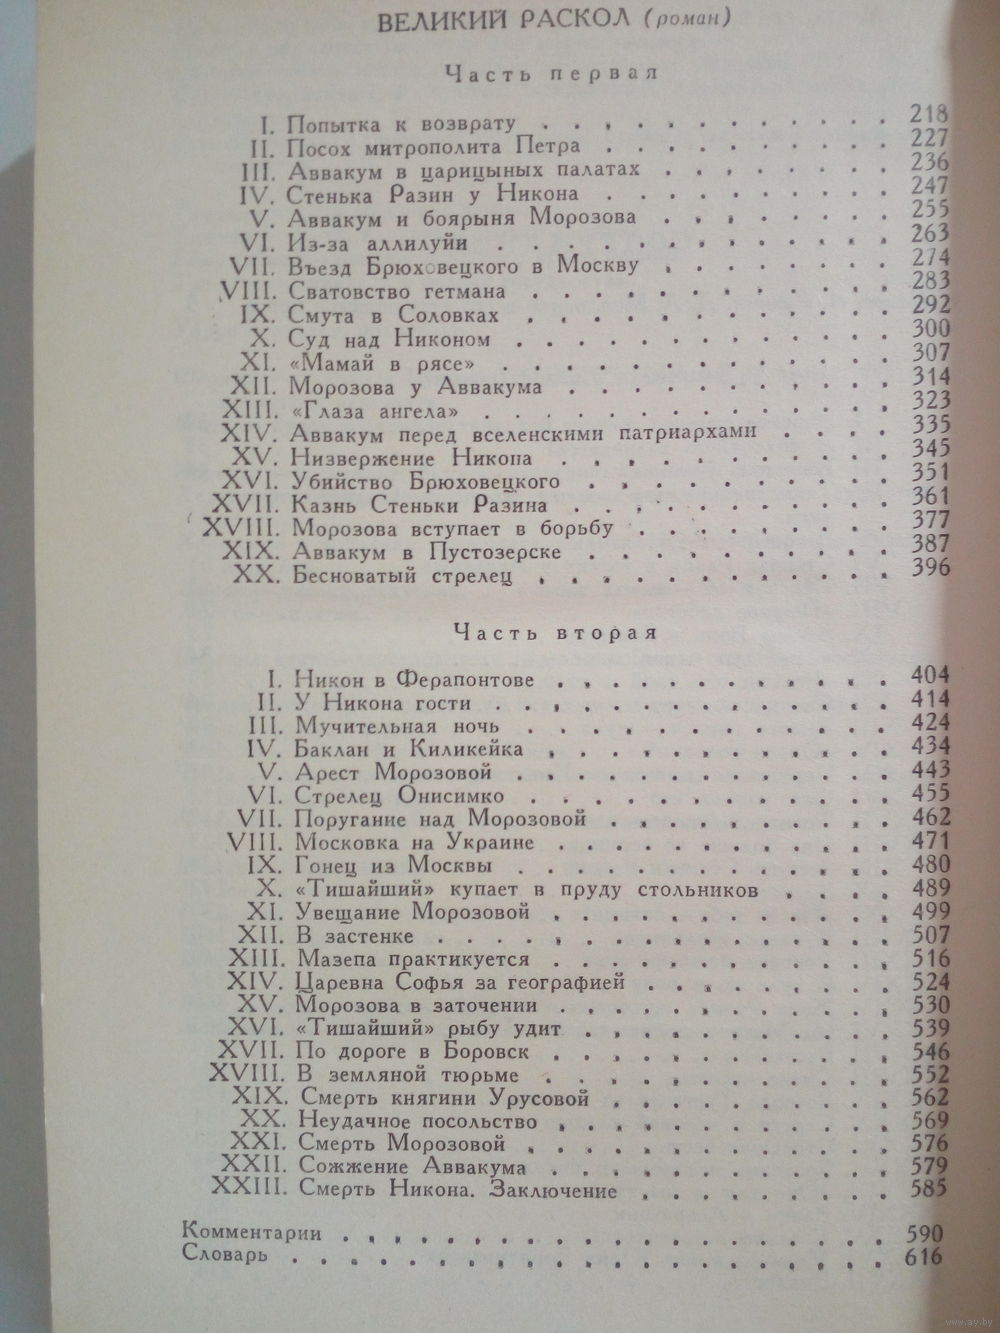 ВЕЛИКИЙ РАСКОЛ (роман)
Часть первая
I. Попытка к возврату . . . . . . . . . . . . . 218
II. Посох митрополита Петра . . . . . . . . . . 227
III. Аввакум в царицыных палатах . . . . . . . . 236
IV. Стенька Разин у Никона . . . . . . . . . . 247
V. Аввакум и боярыня Морозова . . . . . . . . 255
VI. Из-за аллилуйи . . . . . . . . . . . . . . 263
VII. Въезд Брюховецкого в Москву . . . . . . . . 274
VIII. Сватовство гетмана . . . . . . . . . . . . . 283
IX. Смута в Соловках . . . . . . . . . . . . . 292
X. Суд над Никоном . . . . . . . . . . . . . 300
XI. «Мамай в рясе» . . . . . . . . . . . . . . 307
XII. Морозова у Аввакума . . . . . . . . . . . 314
XIII. «Глаза ангела» . . . . . . . . . . . . . . 323
XIV. Аввакум перед вселенскими патриархами . . . . 335
XV. Низвержение Никона . . . . . . . . . . . . 345
XVI. Убийство Брюховецкого . . . . . . . . . . . 351
XVII. Казнь Стеньки Разина . . . . . . . . . . . 361
XVIII. Морозова вступает в борьбу . . . . . . . . . 377
XIX. Аввакум в Пустозерске . . . . . . . . . . . 387
XX. Бесноватый стрелец . . . . . . . . . . . . . 396
Часть вторая
I. Никон в Ферапонтове . . . . . . . . . . . . 404
II. У Никона гости . . . . . . . . . . . . . . 414
III. Мучительная ночь . . . . . . . . . . . . . 424
IV. Баклан и Киликейка . . . . . . . . . . . . 434
V. Арест Морозовой . . . . . . . . . . . . . 443
VI. Стрелец Онисимко . . . . . . . . . . . . . 455
VII. Поругание над Морозовой . . . . . . . . . . 462
VIII. Московка на Украине . . . . . . . . . . . . 471
IX. Гонец из Москвы . . . . . . . . . . . . . 480
X. «Тишайший» купает в пруду стольников . . . . 489
XI. Увещание Морозовой . . . . . . . . . . . . 499
XII. В застенке . . . . . . . . . . . . . . . . 507
XIII. Мазепа практикуется . . . . . . . . . . . . 516
XIV. Царевна Софья за географией . . . . . . . . . 524
XV. Морозова в заточении . . . . . . . . . . . . 530
XVI. «Тишайший» рыбу удит . . . . . . . . . . . 539
XVII. По дороге в Боровск . . . . . . . . . . . . 546
XVIII. В земляной тюрьме . . . . . . . . . . . . 552
XIX. Смерть княгини Урусовой . . . . . . . . . . 562
XX. Неудачное посольство . . . . . . . . . . . . 569
XXI. Смерть Морозовой . . . . . . . . . . . . . 576
XXII. Сожжение Аввакума . . . . . . . . . . . . 579
XXIII. Смерть Никона. Заключение . . . . . . . . . 585
Комментарии . . . . . . . . . . . . . . . . . . . . 590
Словарь . . . . . . . . . . . . . . . . . . . . . . 616
www.ay.by